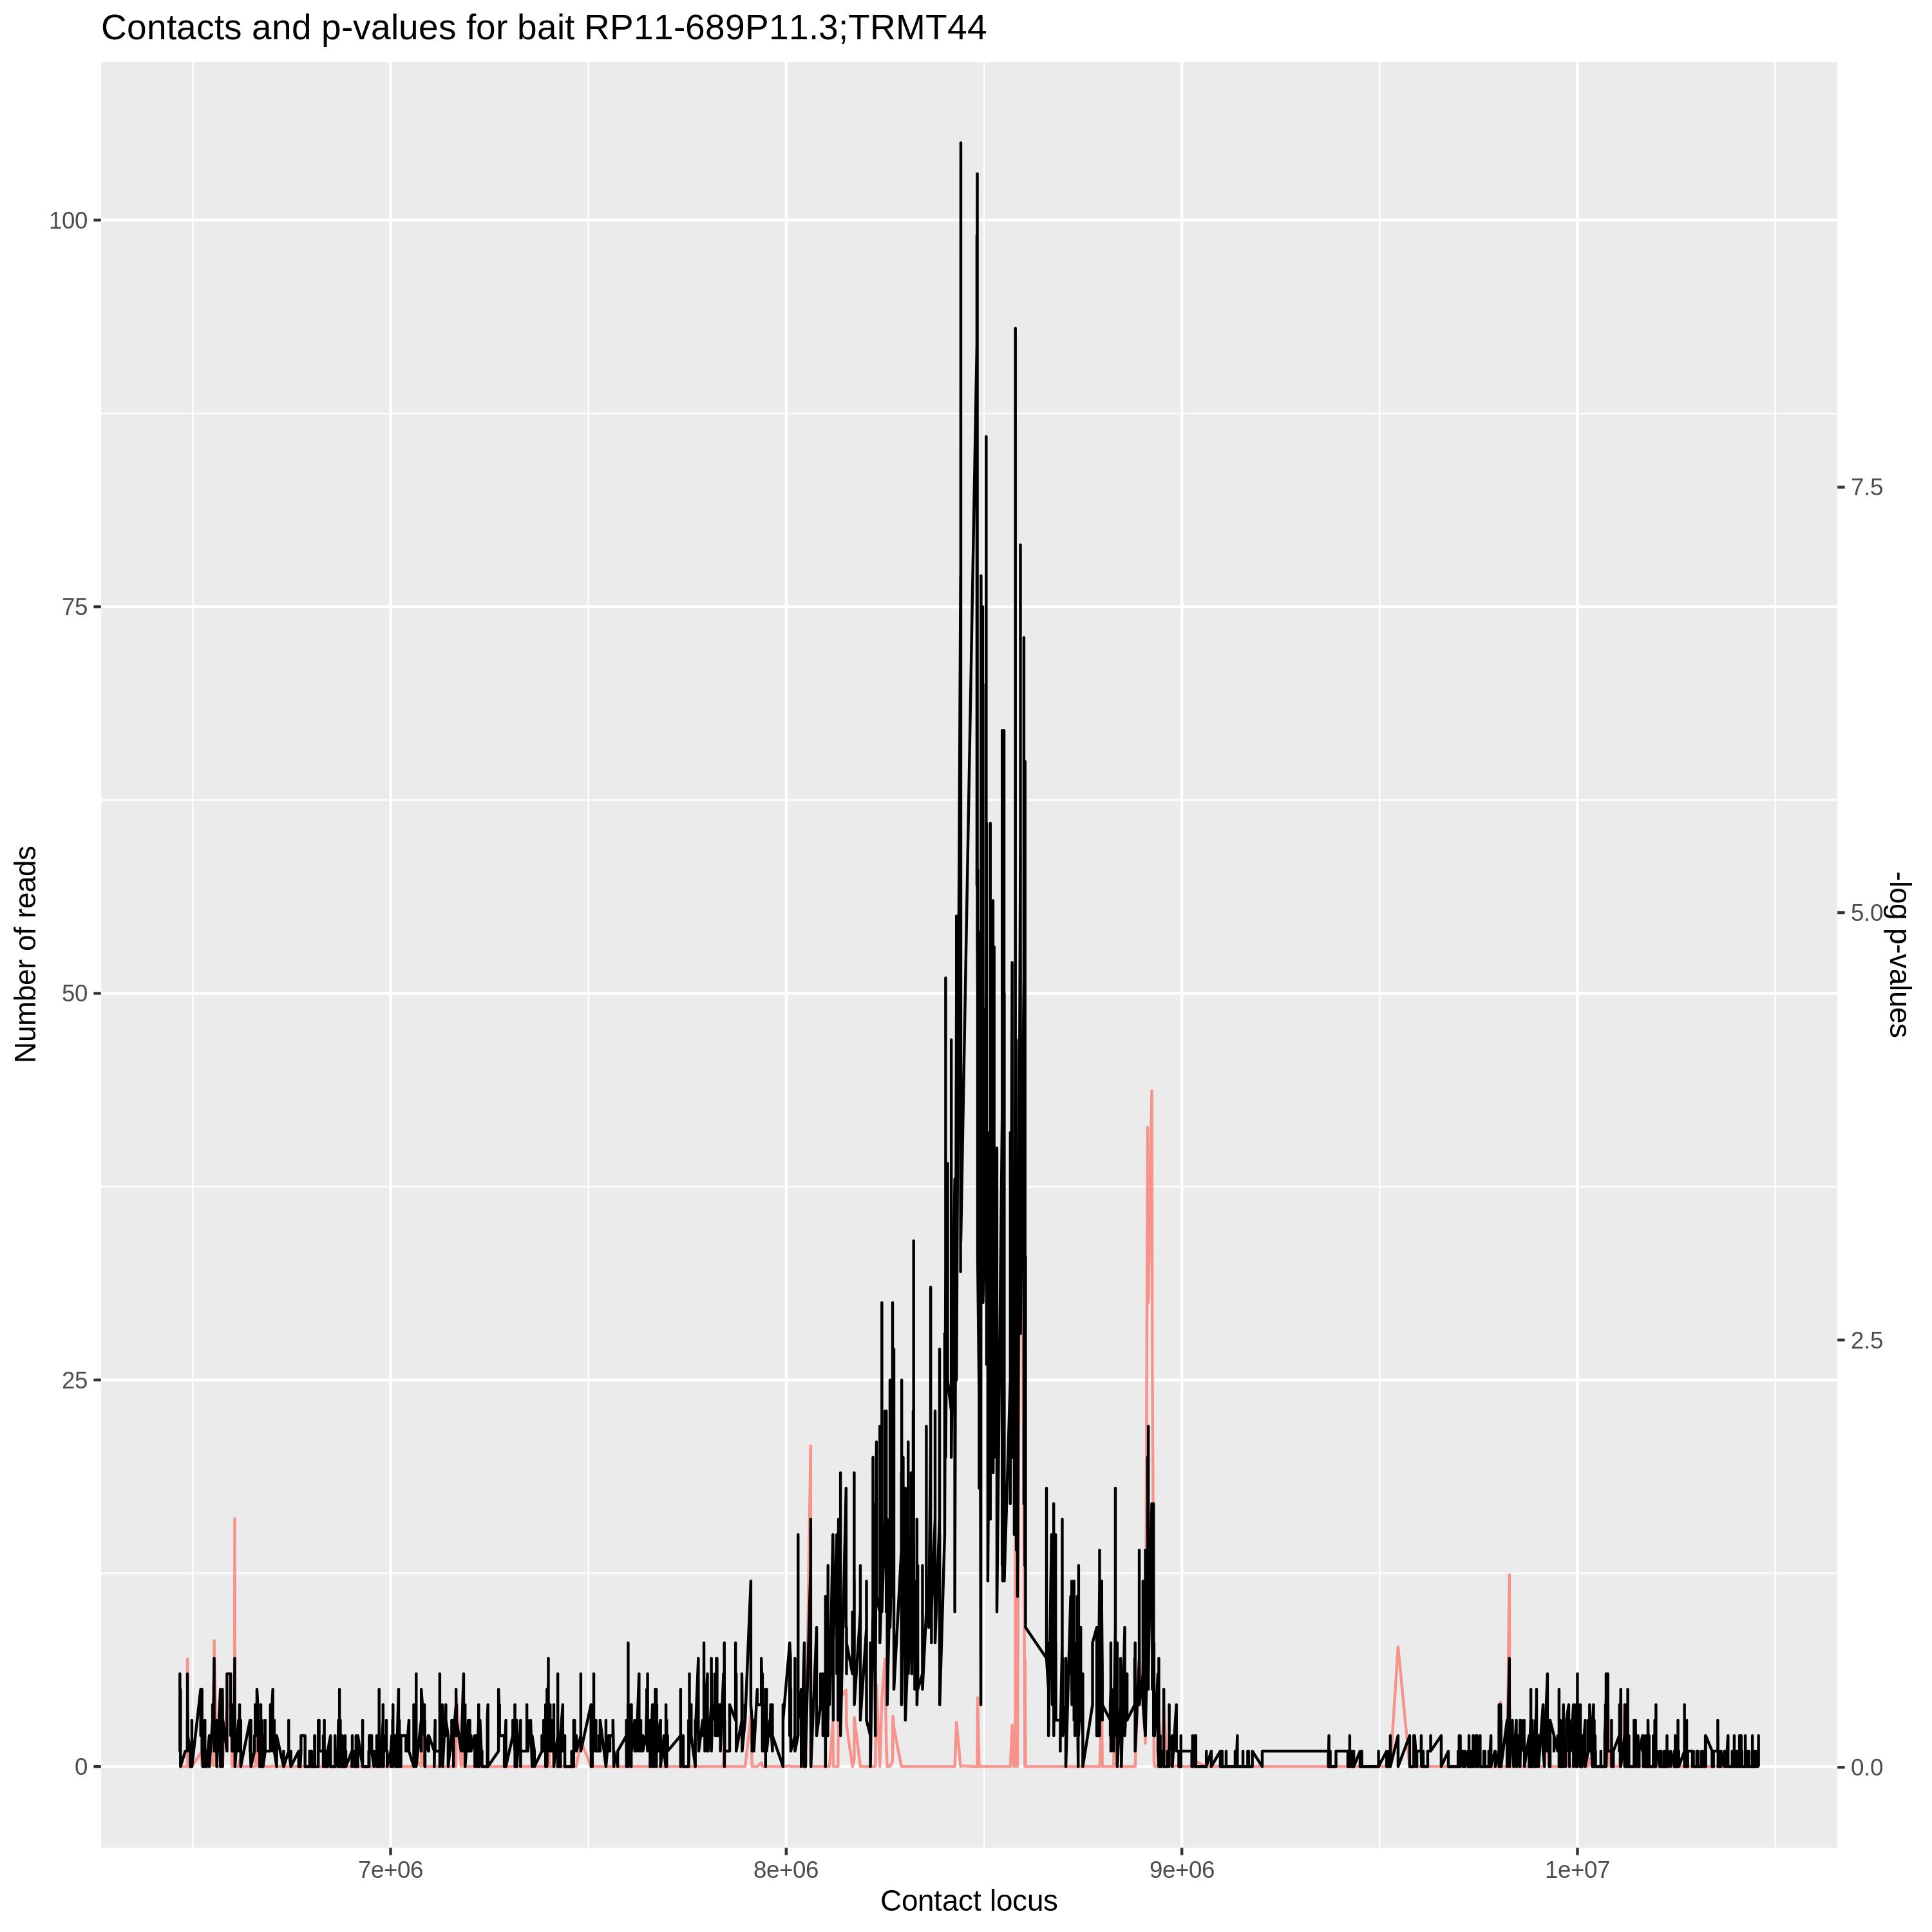 Contacts and p-values for bait RP11-689P11.3;TRMT44
100
75
50
25
0
Number of reads
7.5
5.0
2.5
0.0
-log p-values
7e+06
8e+06
9e+06
1e+07
Contact locus